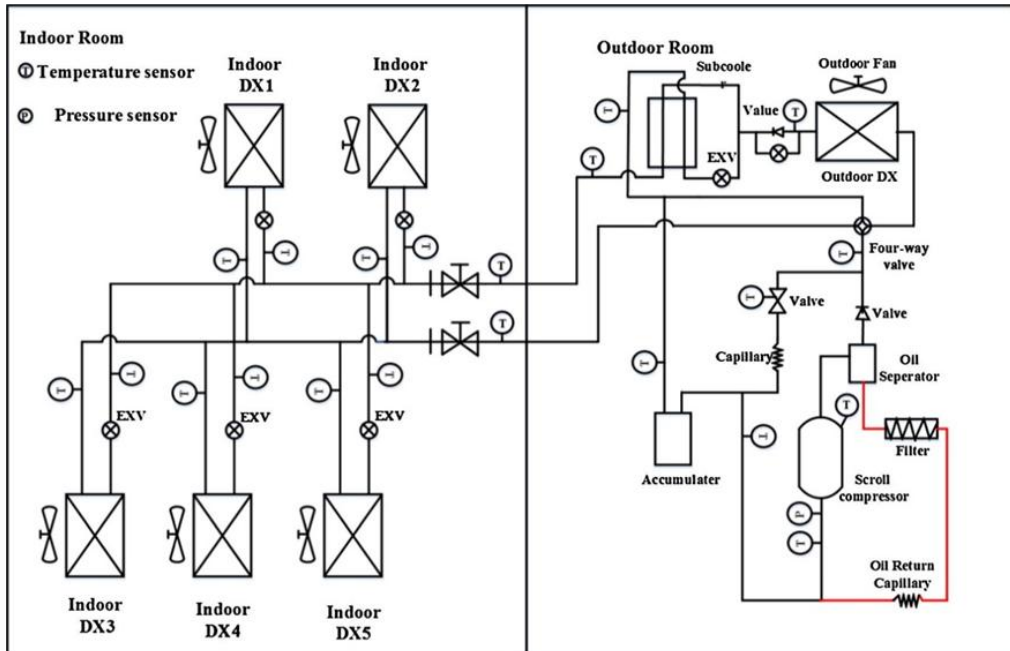 Indoor Room
T Temperature sensor
P Pressure sensor
Indoor
DX1
Indoor
DX2
T
T
T
T
T
T
T
T
T
T
T
T
EXV
EXV
EXV
Indoor
DX3
Indoor
DX4
Indoor
DX5
Outdoor Room
Subcoole
r
Outdoor Fan
T
Value
T
T
EXV
Outdoor DX
T
Four-way
valve
T
Valve
Valve
Capillary
T
Oil
Seperator
T
T
Filter
Accumulater
Scroll
compressor
P
T
Oil Return
Capillary